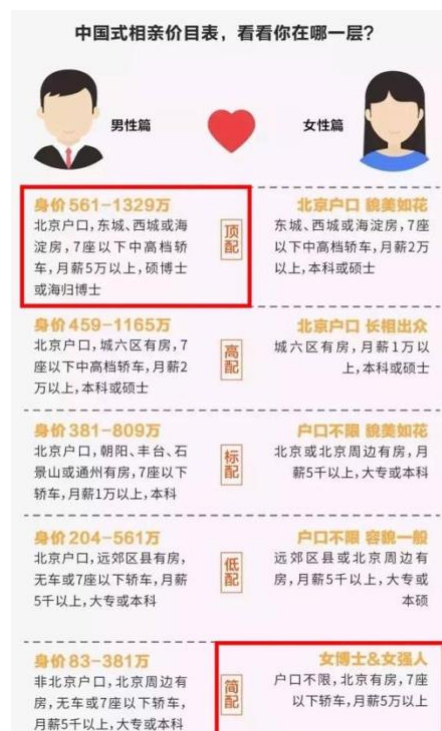 中国式相亲价目表，看看你在哪一层？
男性篇
女性篇
身价 561-1329万
北京户口，东城、西城或海
淀房，7座以下中高档轿
车，月薪5万以上，硕博士
或海归博士
顶配
北京户口 貌美如花
东城、西城或海淀房，7座
以下中高档轿车，月薪2万
以上，本科或硕士
身价 459-1165万
北京户口，城六区有房，7
座以下中高档轿车，月薪2
万以上，本科或硕士
高配
北京户口 长相出众
城六区有房，月薪1万以
上，本科或硕士
身价 381-809万
北京户口，朝阳、丰台、石
景山或通州有房，7座以下
轿车，月薪1万以上，本科
标配
户口不限 貌美如花
北京或北京周边有房，月
薪5千以上，大专或本科
身价 204-561万
北京户口，远郊区县有房，
无车或7座以下轿车，月薪
5千以上，大专或本科
低配
户口不限 容貌一般
远郊区县或北京周边有
房，月薪5千以上，大专或
本硕
身价 83-381万
非北京户口，北京周边有
房，无车或7座以下轿车，
月薪5千以上，大专或本科
简配
女博士&女强人
户口不限，北京有房，7座
以下轿车，月薪5万以上